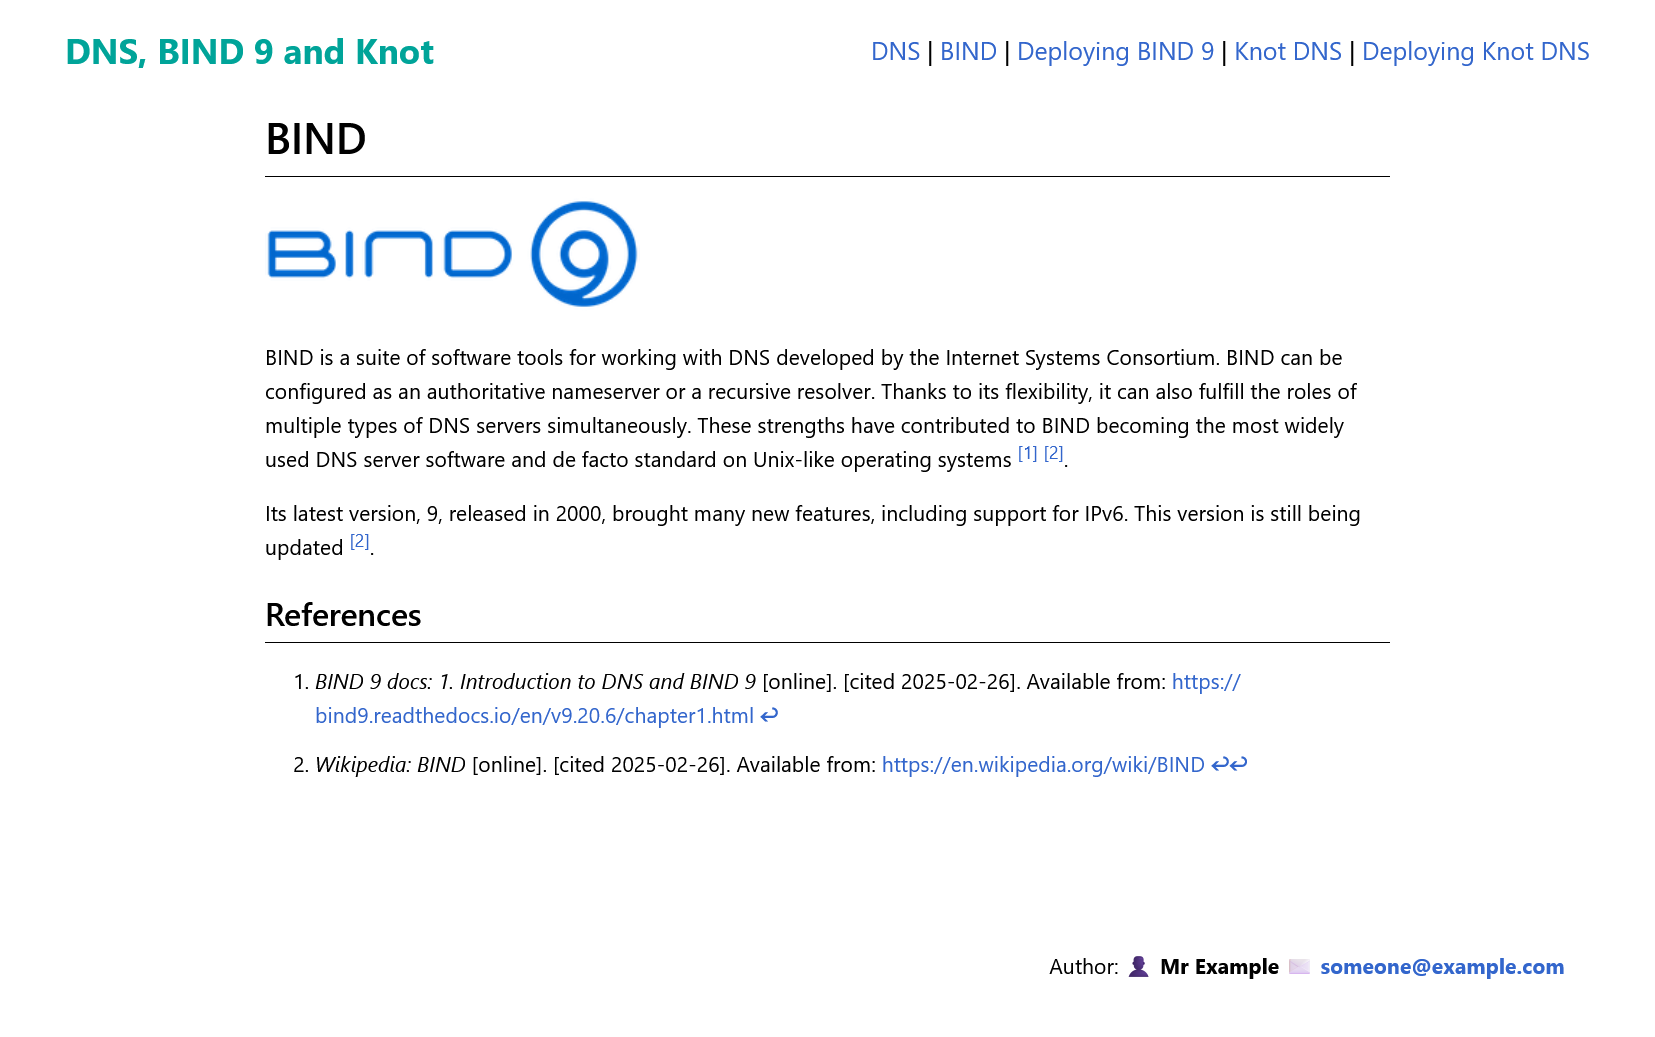 DNS, BIND 9 and Knot
DNS | BIND | Deploying BIND 9 | Knot DNS | Deploying Knot DNS
BIND
BIND 9
BIND is a suite of software tools for working with DNS developed by the Internet Systems Consortium. BIND can be
configured as an authoritative nameserver or a recursive resolver. Thanks to its flexibility, it can also fulfill the roles of
multiple types of DNS servers simultaneously. These strengths have contributed to BIND becoming the most widely
used DNS server software and de facto standard on Unix-like operating systems [1] [2].
Its latest version, 9, released in 2000, brought many new features, including support for IPv6. This version is still being
updated [2].
References
1. BIND 9 docs: 1. Introduction to DNS and BIND 9 [online]. [cited 2025-02-26]. Available from: https://
bind9.readthedocs.io/en/v9.20.6/chapter1.html ↩
2. Wikipedia: BIND [online]. [cited 2025-02-26]. Available from: https://en.wikipedia.org/wiki/BIND ↩↩
Author: 👤 Mr Example ✉ someone@example.com